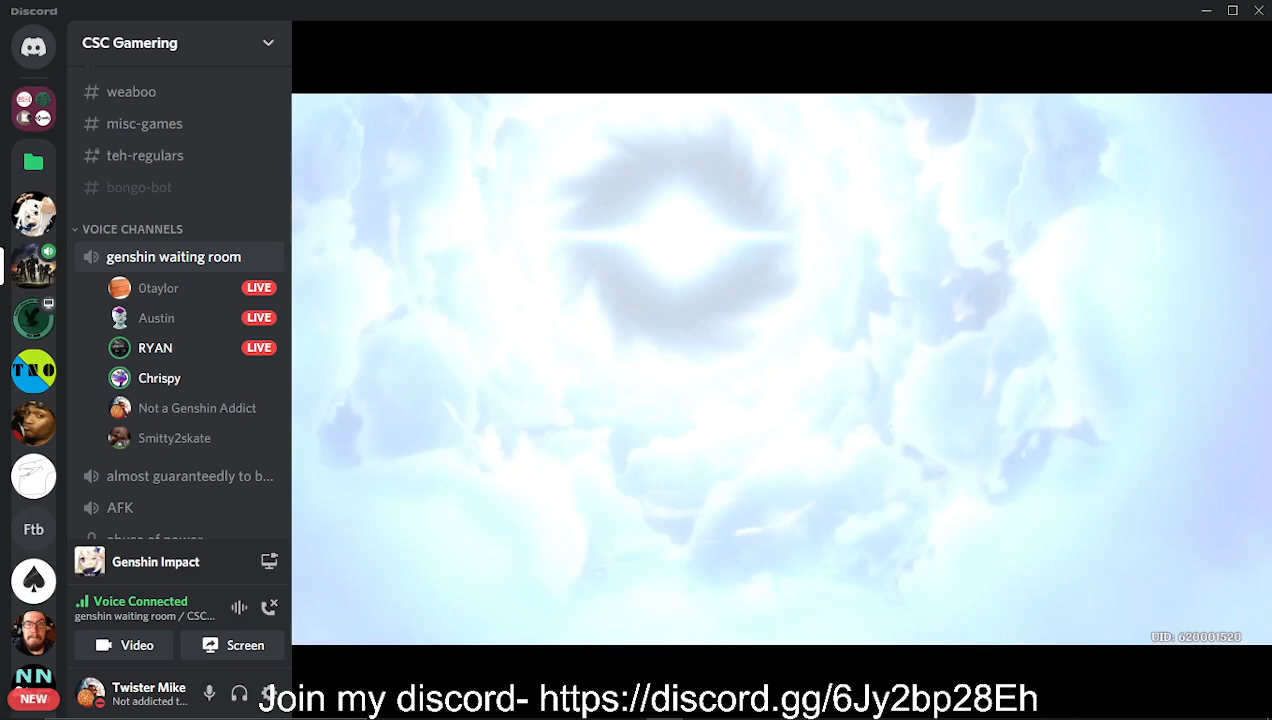 Discord
CSC Gamering
weaboo
misc-games
teh-regulars
bongo-bot
VOICE CHANNELS
genshin waiting room
0taylor LIVE
Austin LIVE
RYAN LIVE
Chrispy
Not a Genshin Addict
Smitty2skate
almost guaranteedly to b...
AFK
TNO
Ftb
Genshin Impact
Voice Connected
genshin waiting room / CSC...
Video
Screen
NN
NEW
Twister Mike
Not addicted t...
UID: 620001520
Join my discord- https://discord.gg/6Jy2bp28Eh